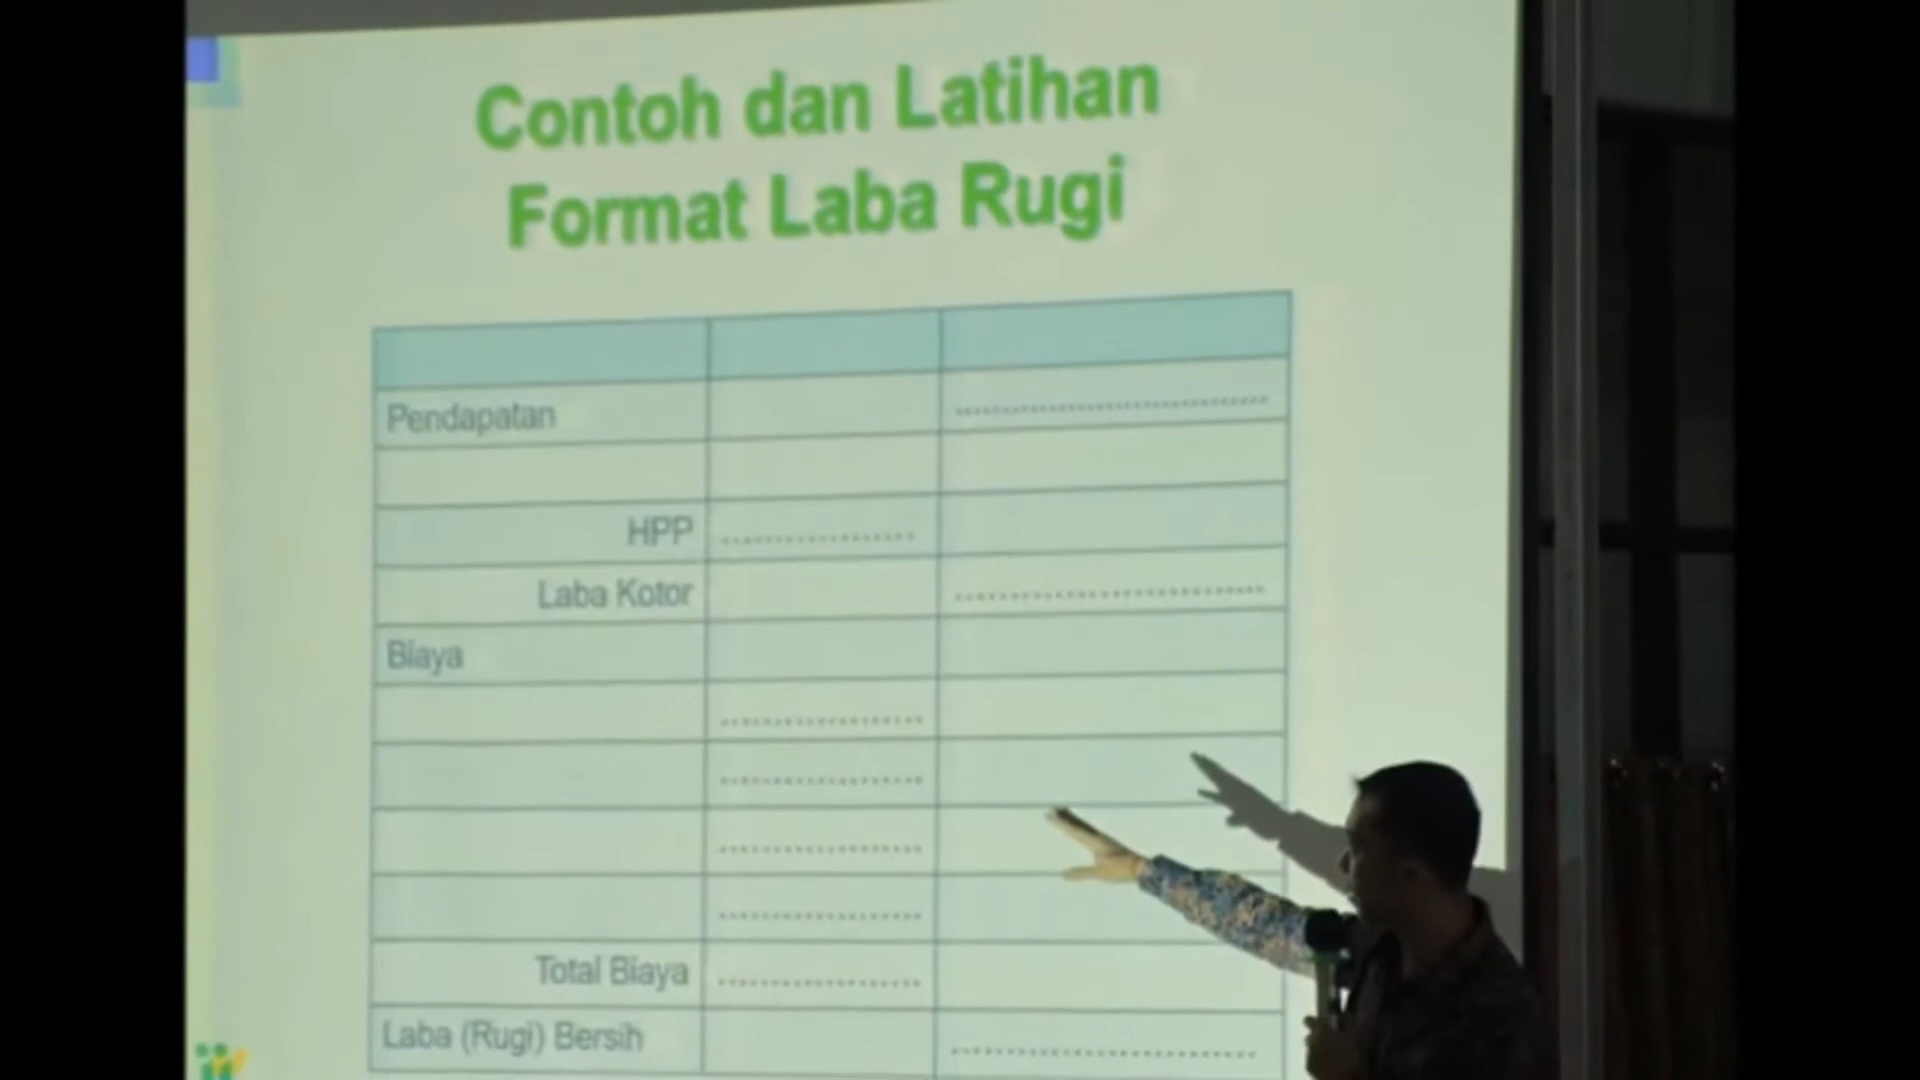 Contoh dan Latihan
Format Laba Rugi
Pendapatan ........................................
HPP .........................
Laba Kotor ........................................
Biaya
..........................
..........................
..........................
..........................
Total Biaya ..........................
Laba (Rugi) Bersih .......................................